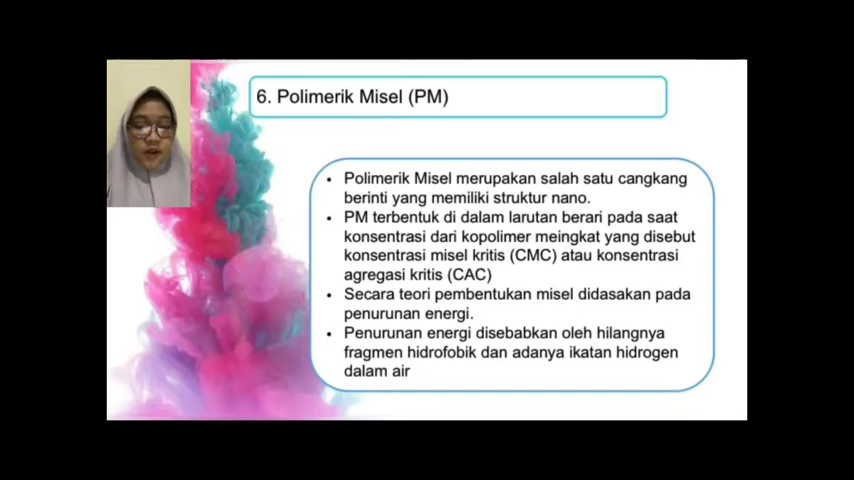 6. Polimerik Misel (PM)
• Polimerik Misel merupakan salah satu cangkang
berinti yang memiliki struktur nano.
• PM terbentuk di dalam larutan berari pada saat
konsentrasi dari kopolimer meingkat yang disebut
konsentrasi misel kritis (CMC) atau konsentrasi
agregasi kritis (CAC)
• Secara teori pembentukan misel didasakan pada
penurunan energi.
• Penurunan energi disebabkan oleh hilangnya
fragmen hidrofobik dan adanya ikatan hidrogen
dalam air